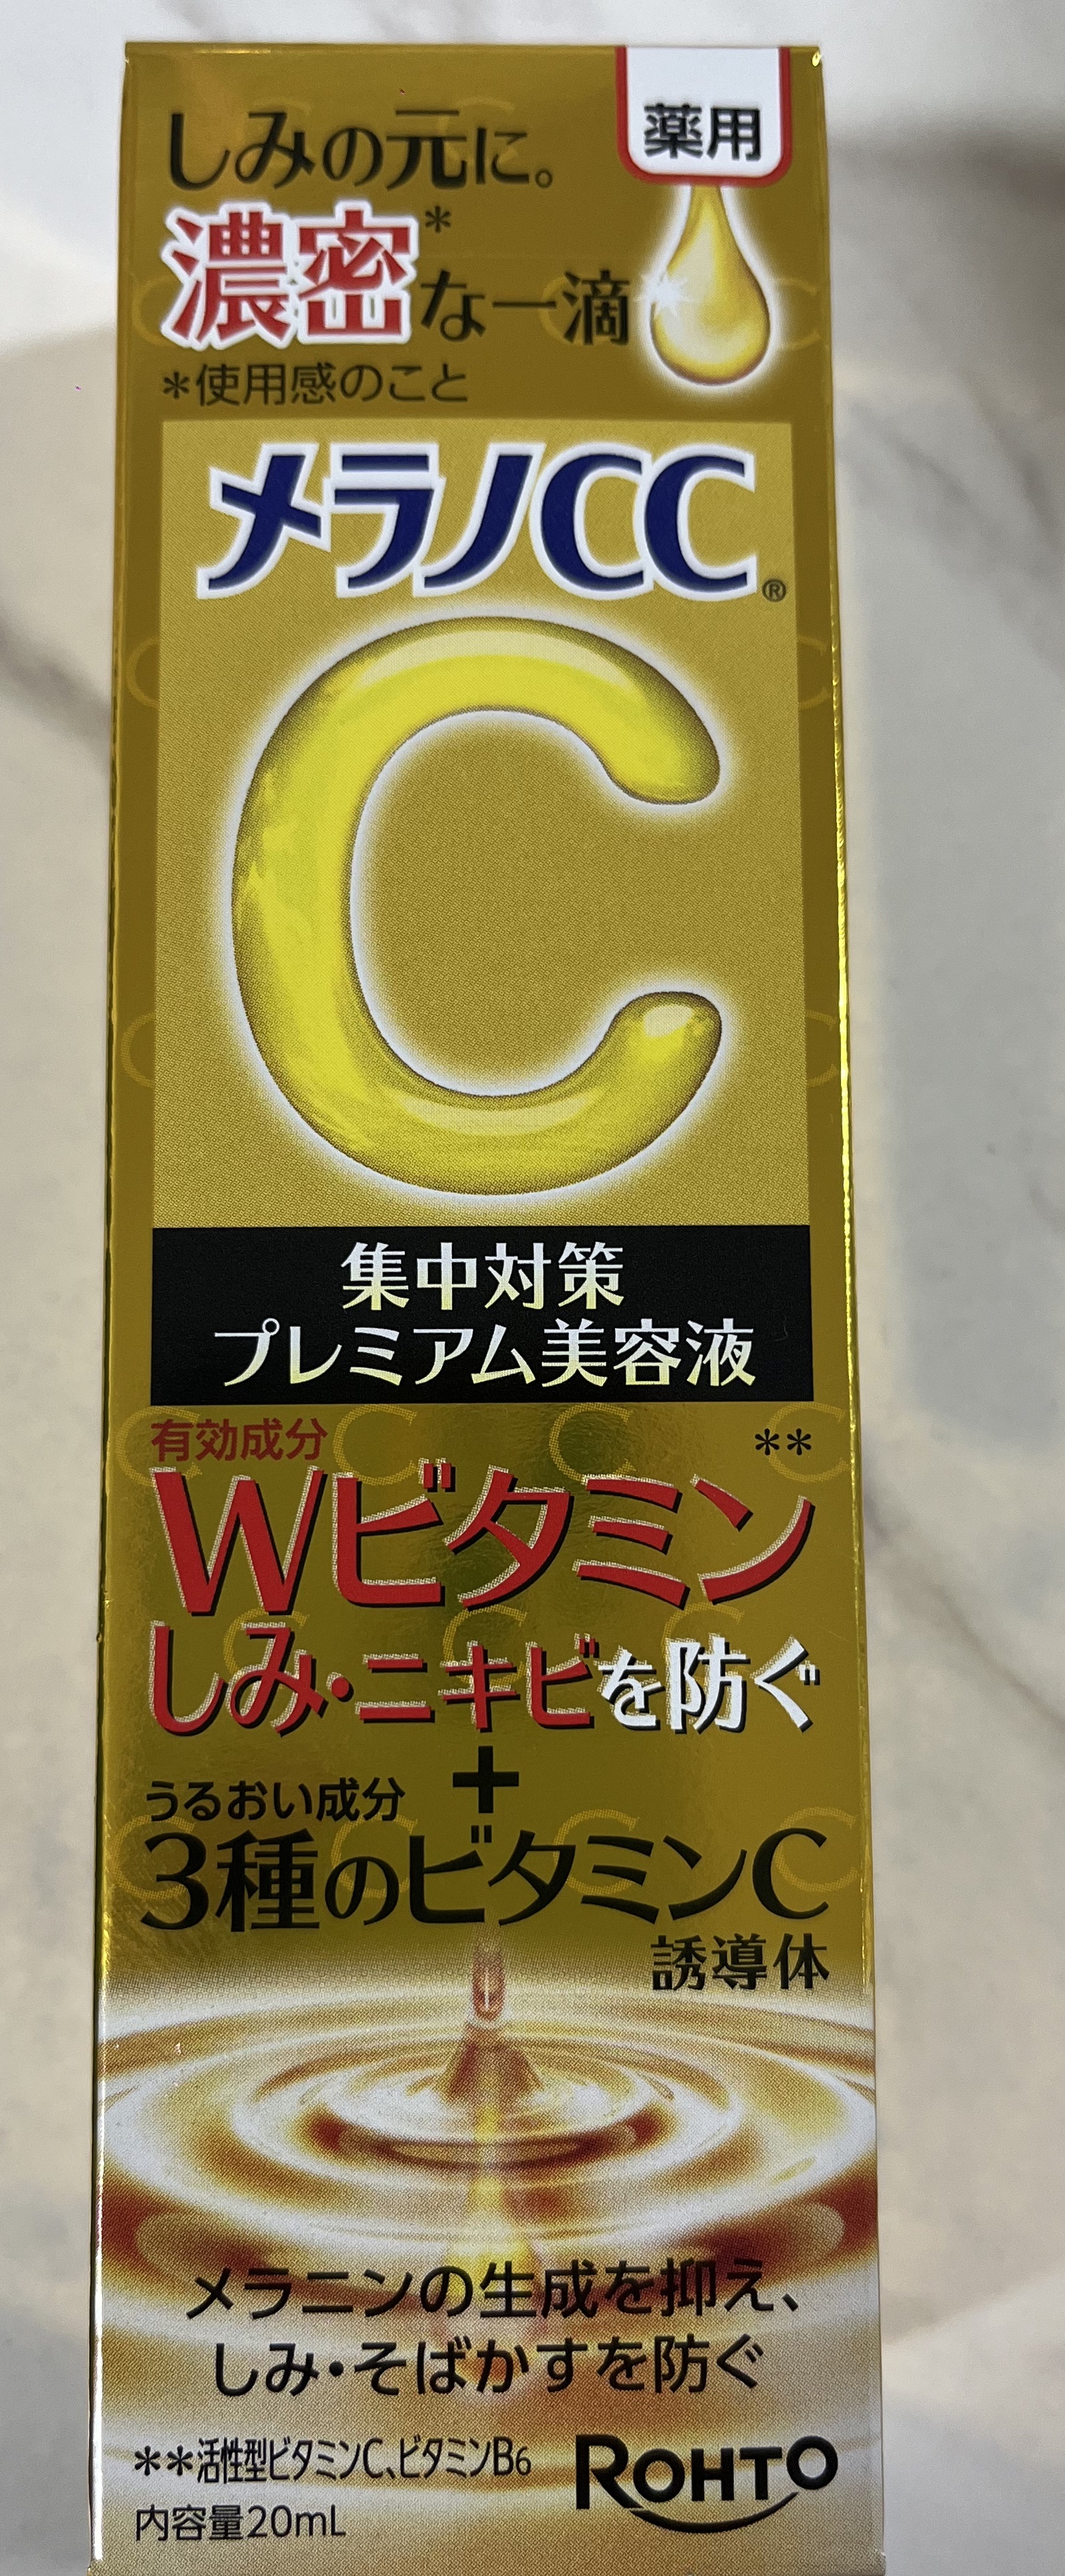 薬用
しみの元に。
濃密*な一滴
*使用感のこと
メラノCC®
C
集中対策
プレミアム美容液
有効成分
Wビタミン**
しみ・ニキビを防ぐ
+
うるおい成分
3種のビタミンC
誘導体
メラニンの生成を抑え、
しみ・そばかすを防ぐ
**活性型ビタミンC、ビタミンB6
内容量20mL
ROHTO